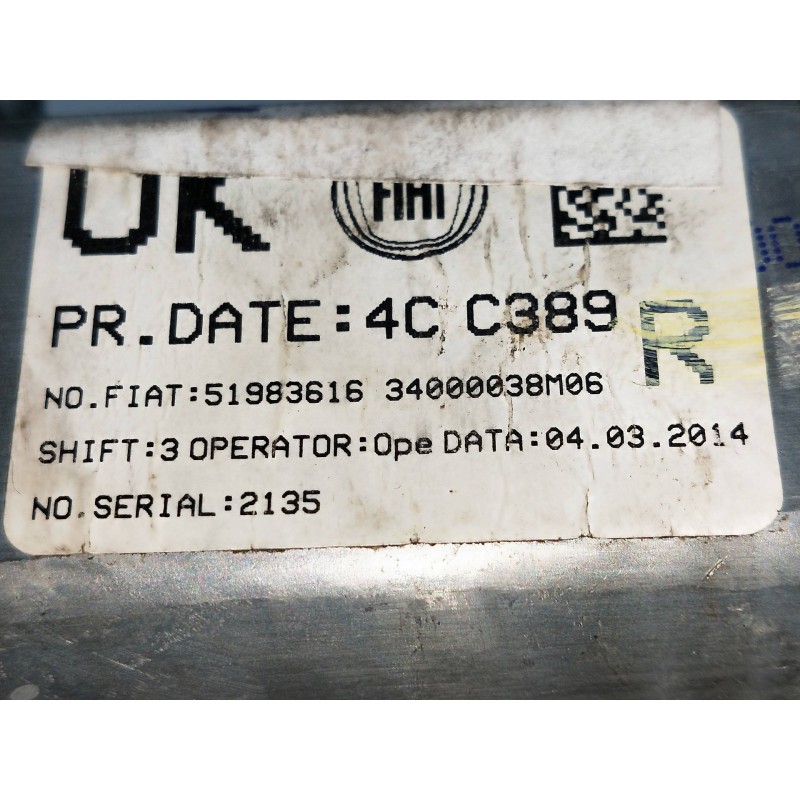 FIAT
PR.DATE:4C C389
R
NO.FIAT:51983616 34000038M06
SHIFT:3 OPERATOR:Ope DATA:04.03.2014
NO.SERIAL:2135